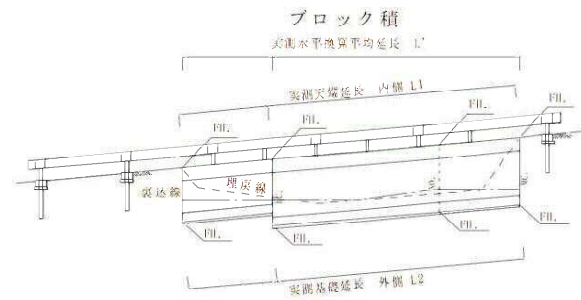 ブロック積
実測水平換算平均延長 L'
実測天端延長 内側 L1
FH.
FH.
FH.
FH.
埋戻線
裏込線
FH.
FH.
FH.
FH.
実測基礎延長 外側 L2